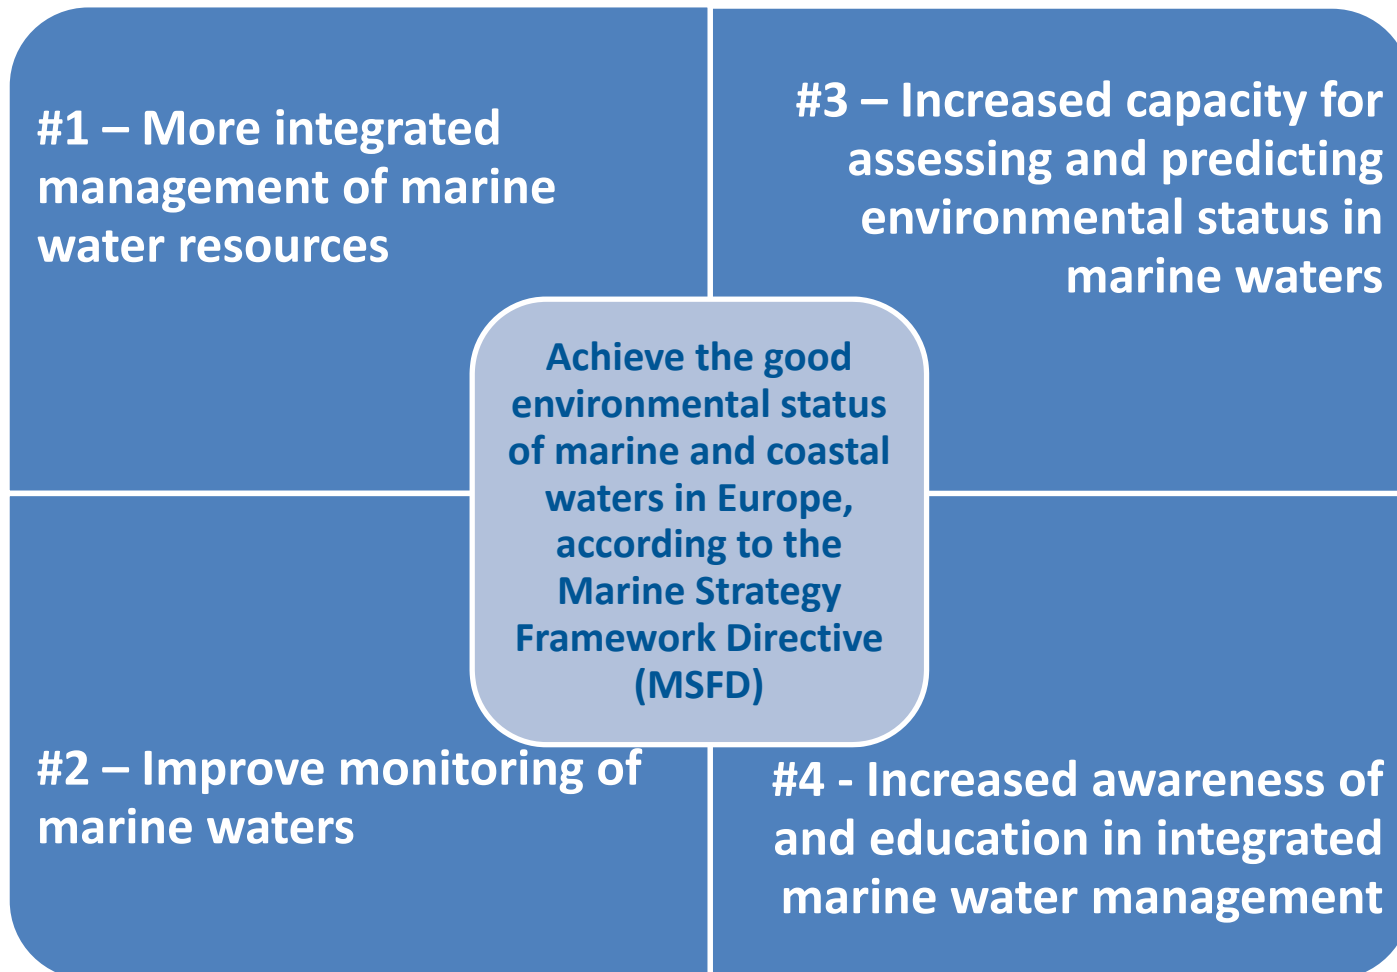 #1 – More integrated
management of marine
water resources
#3 – Increased capacity for
assessing and predicting
environmental status in
marine waters
Achieve the good
environmental status
of marine and coastal
waters in Europe,
according to the
Marine Strategy
Framework Directive
(MSFD)
#2 – Improve monitoring of
marine waters
#4 - Increased awareness of
and education in integrated
marine water management